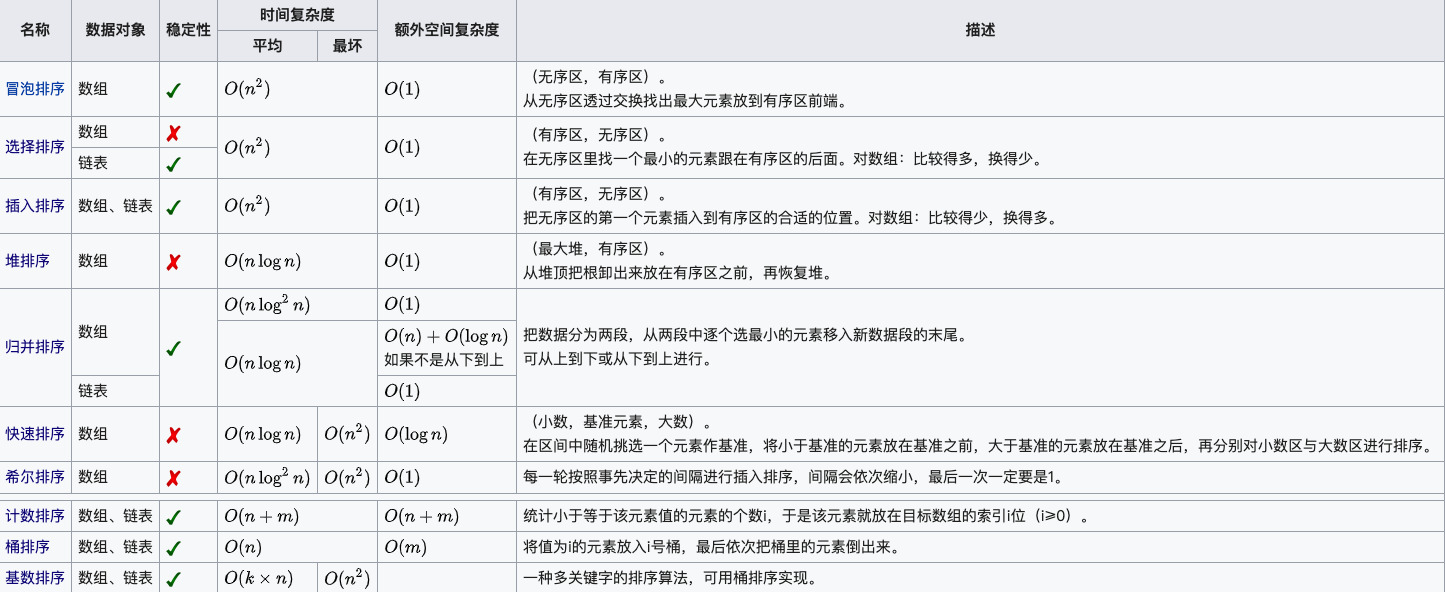 名称 数据对象 稳定性 时间复杂度 额外空间复杂度 描述
平均 最坏
冒泡排序 数组 ✓ O(n²) O(1) （无序区，有序区）。
从无序区透过交换找出最大元素放到有序区前端。
选择排序 数组 ✗ O(n²) O(1) （有序区，无序区）。
链表 ✓ 在无序区里找一个最小的元素跟在有序区的后面。对数组：比较得多，换得少。
插入排序 数组、链表 ✓ O(n²) O(1) （有序区，无序区）。
把无序区的第一个元素插入到有序区的合适的位置。对数组：比较得少，换得多。
堆排序 数组 ✗ O(n log n) O(1) （最大堆，有序区）。
从堆顶把根卸出来放在有序区之前，再恢复堆。
归并排序 数组 ✓ O(n log² n) O(1) 把数据分为两段，从两段中逐个选最小的元素移入新数据段的末尾。
O(n log n) O(n) + O(log n) 可从上到下或从下到上进行。
如果不是从下到上
链表 O(1)
快速排序 数组 ✗ O(n log n) O(n²) O(log n) （小数，基准元素，大数）。
在区间中随机挑选一个元素作基准，将小于基准的元素放在基准之前，大于基准的元素放在基准之后，再分别对小数区与大数区进行排序。
希尔排序 数组 ✗ O(n log² n) O(n²) O(1) 每一轮按照事先决定的间隔进行插入排序，间隔会依次缩小，最后一次一定要是1。
计数排序 数组、链表 ✓ O(n + m) O(n + m) 统计小于等于该元素值的元素的个数i，于是该元素就放在目标数组的索引i位（i≥0）。
桶排序 数组、链表 ✓ O(n) O(m) 将值为i的元素放入i号桶，最后依次把桶里的元素倒出来。
基数排序 数组、链表 ✓ O(k × n) O(n²) 一种多关键字的排序算法，可用桶排序实现。